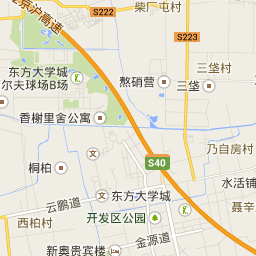 柴厂屯村
S222
京沪高速
S223
东方大学城
尔夫球场B场
熬硝营
三垡村
三垡
香榭里舍公寓
文
S40
乃自房村
桐柏
文
水活铺
东方大学城
云鹏道
聂辛
西柏村
开发区公园
新奥贵宾楼
金源道